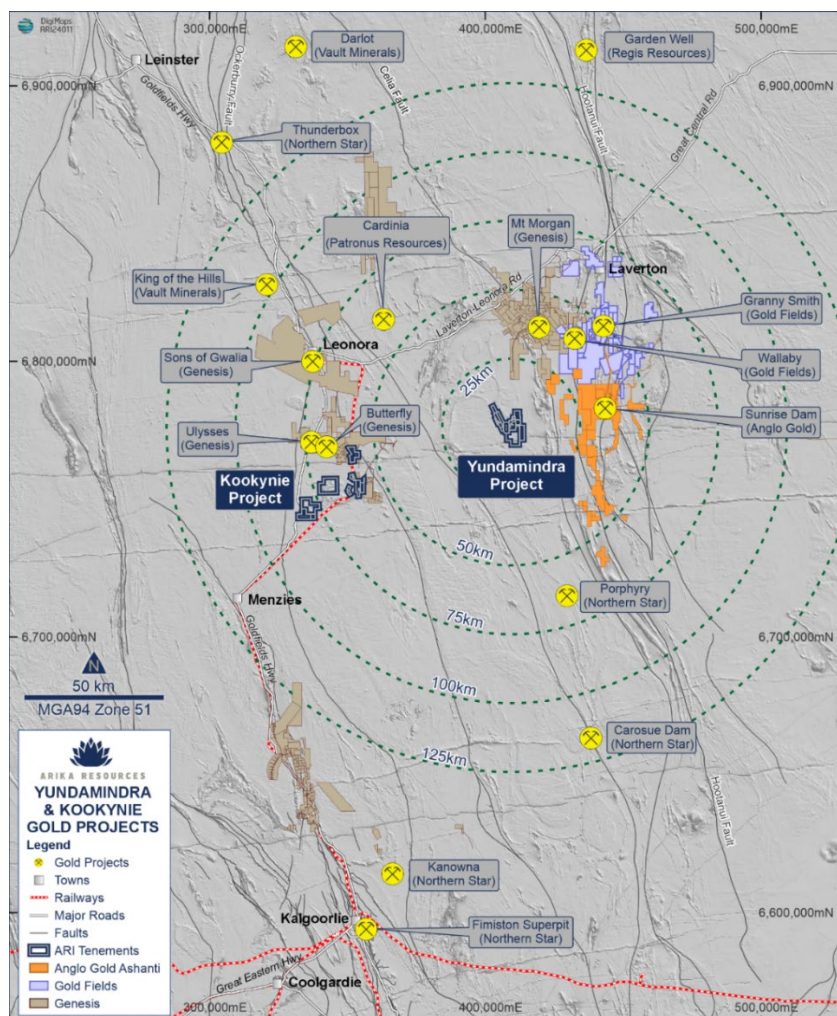 DigiMaps
RRI24011
300,000mE
400,000mE
500,000mE
Leinster
Darlot
(Vault Minerals)
Garden Well
(Regis Resources)
6,900,000mN
6,900,000mN
Goldfields Hwy
Ockerburry-Fault
Celia Fault
Hootanui Fault
Great Central Rd
Thunderbox
(Northern Star)
Cardinia
(Patronus Resources)
Mt Morgan
(Genesis)
Laverton
King of the Hills
(Vault Minerals)
Laverton-Leonora Rd
Granny Smith
(Gold Fields)
Leonora
Sons of Gwalia
(Genesis)
Wallaby
(Gold Fields)
6,800,000mN
6,800,000mN
25km
Butterfly
(Genesis)
Sunrise Dam
(Anglo Gold)
Ulysses
(Genesis)
Kookynie
Project
Yundamindra
Project
50km
Menzies
Porphyry
(Northern Star)
75km
6,700,000mN
6,700,000mN
Goldfields Hwy
N
50 km
MGA94 Zone 51
100km
125km
Carosue Dam
(Northern Star)
Hootanui Fault
ARIKA RESOURCES
YUNDAMINDRA
& KOOKYNIE
GOLD PROJECTS
Legend
Gold Projects
Towns
Railways
Major Roads
Faults
ARI Tenements
Anglo Gold Ashanti
Gold Fields
Genesis
Kanowna
(Northern Star)
Kalgoorlie
Fimiston Superpit
(Northern Star)
6,600,000mN
Great Eastern Hwy
Coolgardie
300,000mE
400,000mE
500,000mE